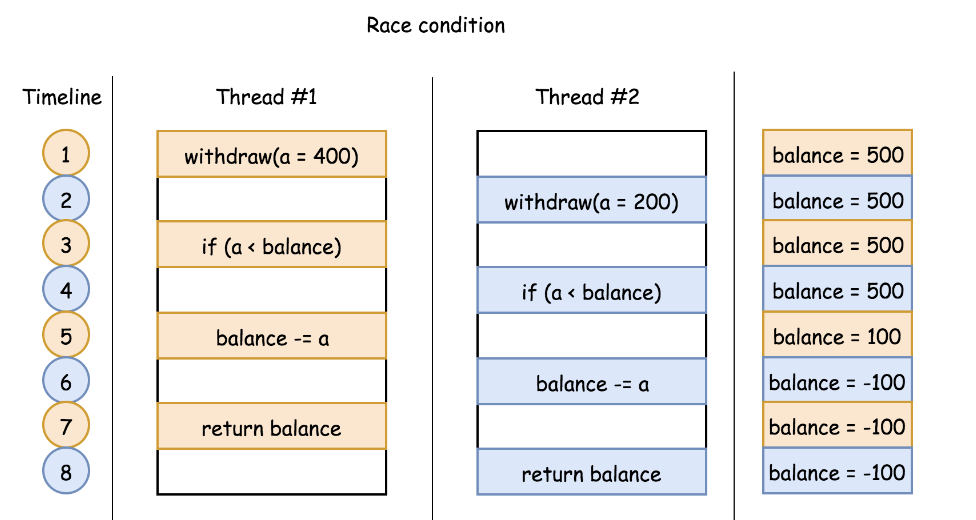 Race condition
Timeline Thread #1 Thread #2
1 withdraw(a = 400) balance = 500
2 withdraw(a = 200) balance = 500
3 if (a < balance) balance = 500
4 if (a < balance) balance = 500
5 balance -= a balance = 100
6 balance -= a balance = -100
7 return balance balance = -100
8 return balance balance = -100